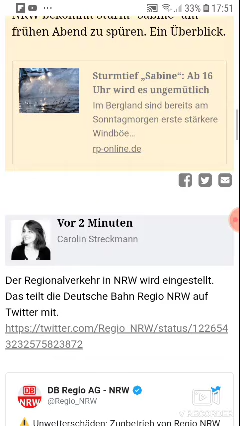 33% 17:51
NRW bekommt Sturm "Sabine" am
frühen Abend zu spüren. Ein Überblick.
Sturmtief „Sabine“: Ab 16
Uhr wird es ungemütlich
Im Bergland sind bereits am
Sonntagmorgen erste stärkere
Windböe...
rp-online.de
Vor 2 Minuten
Carolin Streckmann
Der Regionalverkehr in NRW wird eingestellt.
Das teilt die Deutsche Bahn Regio NRW auf
Twitter mit.
https://twitter.com/Regio_NRW/status/122654
3232575823872
DB
NRW
DB Regio AG - NRW
@Regio_NRW
Unwetterschäden: Zugbetrieb von Regio NRW